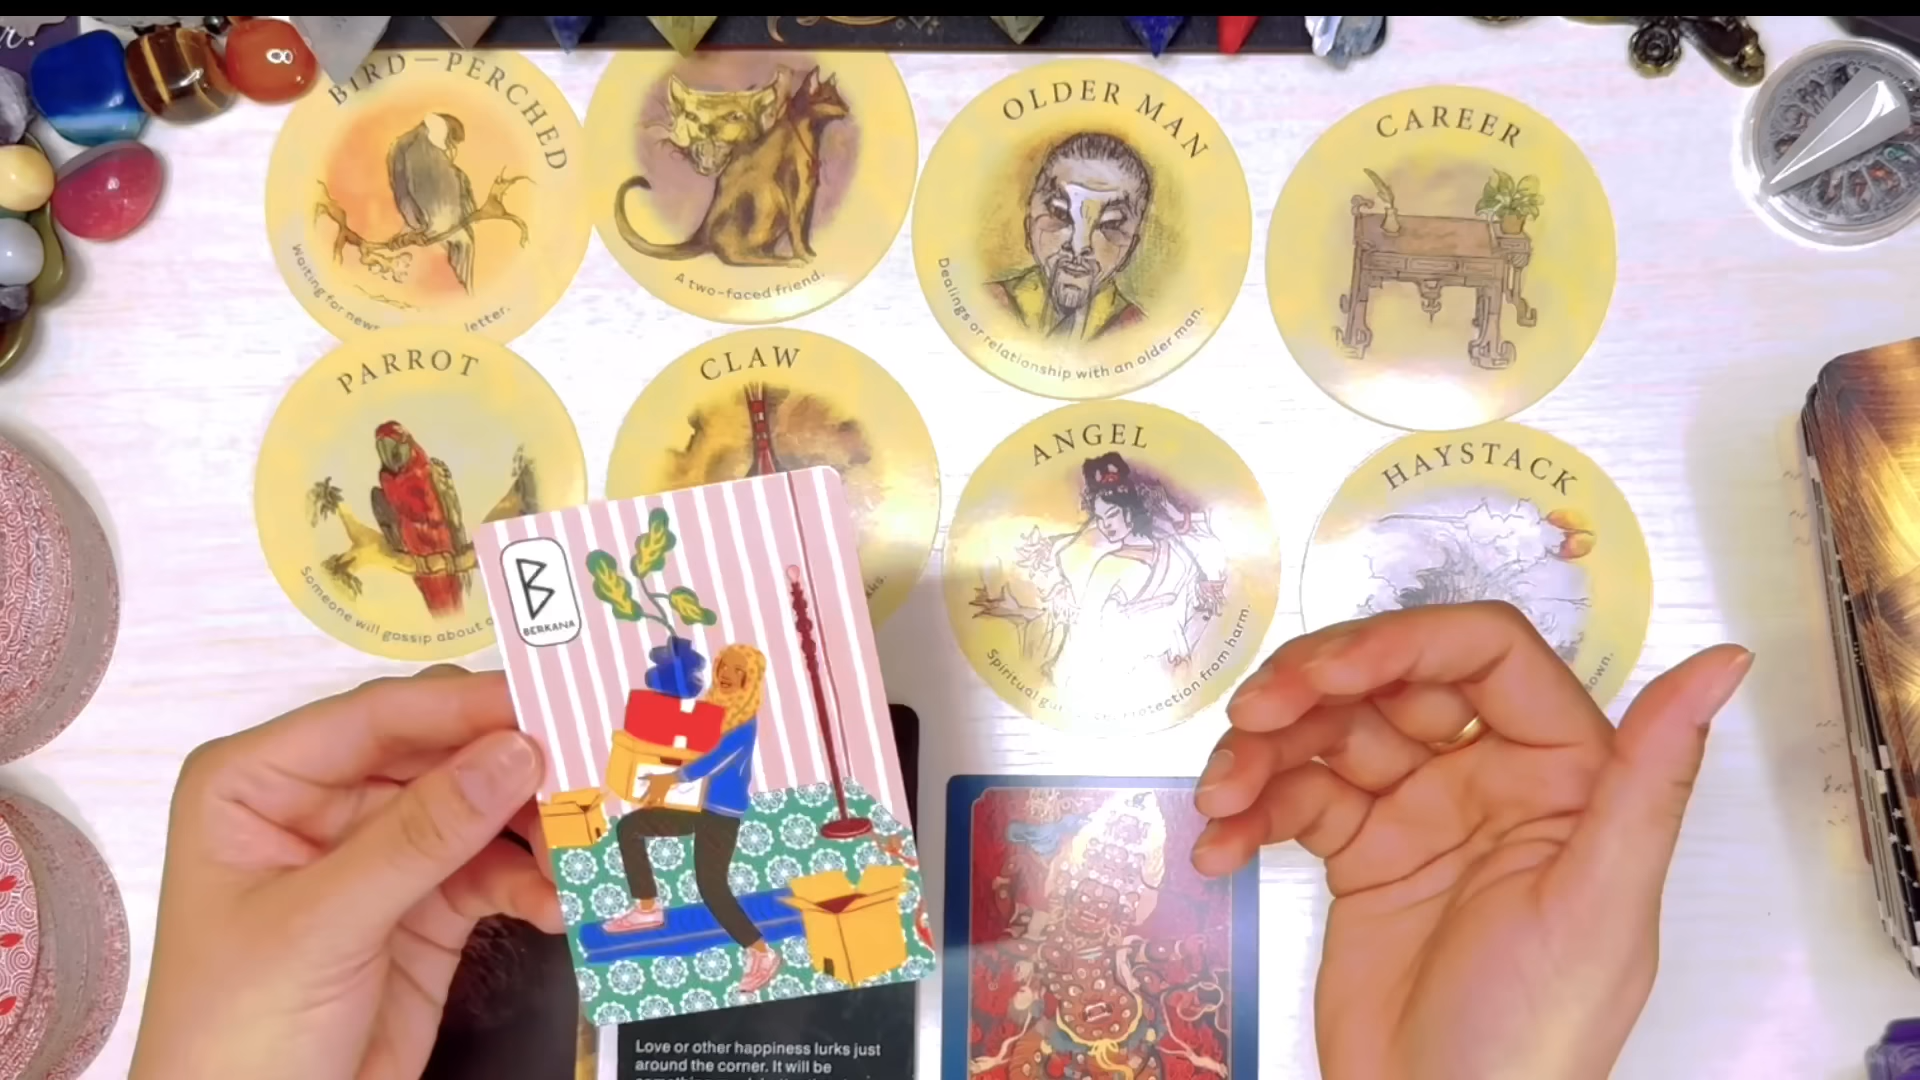 r.
BIRD—PERCHED
Waiting for news
letter.
A two-faced friend.
OLDER MAN
Dealings or relationship with an older man.
CAREER
PARROT
Someone will gossip about
CLAW
ANGEL
Spiritual
protection from harm.
HAYSTACK
B
BERKANA
Love or other happiness lurks just
around the corner. It will be